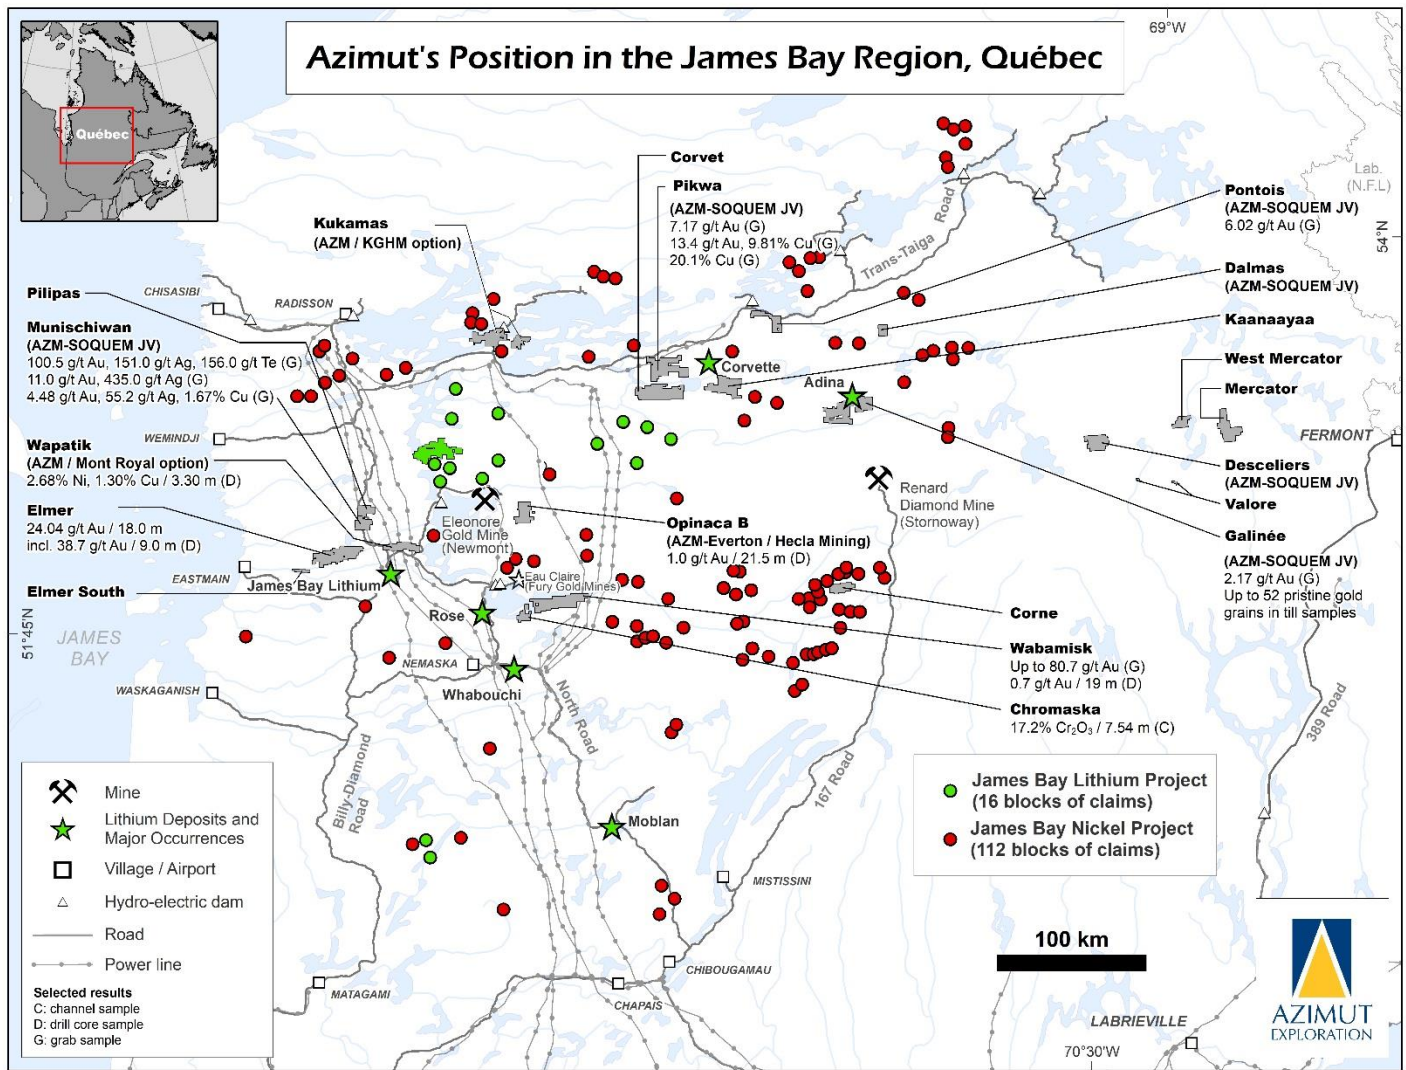 Azimut's Position in the James Bay Region, Québec
69°W
Québec
Lab.
(N.F.L)
54°N
Corvet
Pikwa
(AZM-SOQUEM JV)
7.17 g/t Au (G)
13.4 g/t Au, 9.81% Cu (G)
20.1% Cu (G)
Kukamas
(AZM / KGHM option)
Trans-Taiga Road
Pontois
(AZM-SOQUEM JV)
6.02 g/t Au (G)
Dalmas
(AZM-SOQUEM JV)
Kaanaayaa
West Mercator
Mercator
FERMONT
Desceliers
(AZM-SOQUEM JV)
Valore
Galinée
(AZM-SOQUEM JV)
2.17 g/t Au (G)
Up to 52 pristine gold
grains in till samples
CHISASIBI
RADISSON
Pilipas
Munischiwan
(AZM-SOQUEM JV)
100.5 g/t Au, 151.0 g/t Ag, 156.0 g/t Te (G)
11.0 g/t Au, 435.0 g/t Ag (G)
4.48 g/t Au, 55.2 g/t Ag, 1.67% Cu (G)
WEMINDJI
Wapatik
(AZM / Mont Royal option)
2.68% Ni, 1.30% Cu / 3.30 m (D)
Elmer
24.04 g/t Au / 18.0 m
incl. 38.7 g/t Au / 9.0 m (D)
EASTMAIN
Elmer South
James Bay Lithium
Corvette
Adina
Eleonore
Gold Mine
(Newmont)
Opinaca B
(AZM-Everton / Hecla Mining)
1.0 g/t Au / 21.5 m (D)
Renard
Diamond Mine
(Stornoway)
Eau Claire
(Fury Gold Mines)
Rose
Corne
Wabamisk
Up to 80.7 g/t Au (G)
0.7 g/t Au / 19 m (D)
Chromaska
17.2% Cr₂O₃ / 7.54 m (C)
51°45'N
JAMES
BAY
NEMASKA
WASKAGANISH
Whabouchi
North Road
Billy-Diamond
Road
167 Road
389 Road
Moblan
MISTISSINI
CHIBOUGAMAU
CHAPAIS
MATAGAMI
LABRIEVILLE
70°30'W
James Bay Lithium Project
(16 blocks of claims)
James Bay Nickel Project
(112 blocks of claims)
100 km
Mine
Lithium Deposits and
Major Occurrences
Village / Airport
Hydro-electric dam
Road
Power line
Selected results
C: channel sample
D: drill core sample
G: grab sample
AZIMUT
EXPLORATION